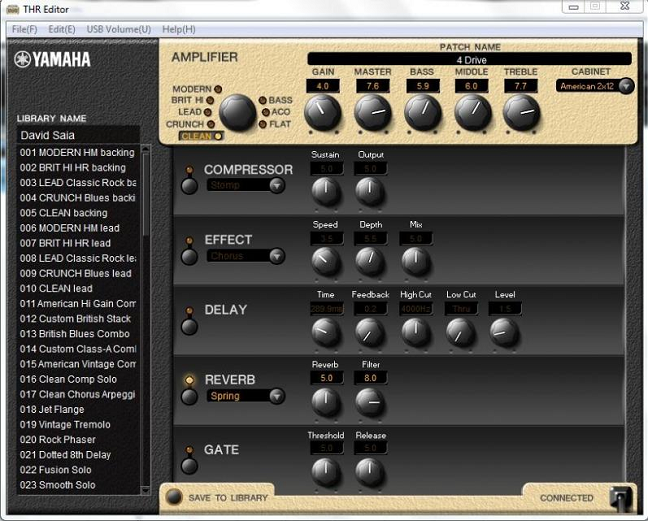 THR Editor
File(F) Edit(E) USB Volume(U) Help(H)
YAMAHA
LIBRARY NAME
David Saia
001 MODERN HM backing
002 BRIT HI HR backing
003 LEAD Classic Rock ba
004 CRUNCH Blues backi
005 CLEAN backing
006 MODERN HM lead
007 BRIT HI HR lead
008 LEAD Classic Rock lea
009 CRUNCH Blues lead
010 CLEAN lead
011 American Hi Gain Com
012 Custom British Stack
013 British Blues Combo
014 Custom Class-A Coml
015 American Vintage Com
016 Clean Comp Solo
017 Clean Chorus Arpeggi
018 Jet Flange
019 Vintage Tremolo
020 Rock Phaser
021 Dotted 8th Delay
022 Fusion Solo
023 Smooth Solo
AMPLIFIER
PATCH NAME
4 Drive
MODERN
BRIT HI
LEAD
CRUNCH
CLEAN
BASS
ACO
FLAT
GAIN MASTER BASS MIDDLE TREBLE CABINET
4.0 7.6 5.9 6.0 7.7 American 2x12
COMPRESSOR
Stomp
Sustain Output
5.0 5.0
EFFECT
Chorus
Speed Depth Mix
3.5 5.5 5.0
DELAY
Time Feedback High Cut Low Cut Level
0.2 4000Hz Thru 1.5
REVERB
Spring
Reverb Filter
5.0 8.0
GATE
Threshold Release
5.0 5.0
SAVE TO LIBRARY
CONNECTED